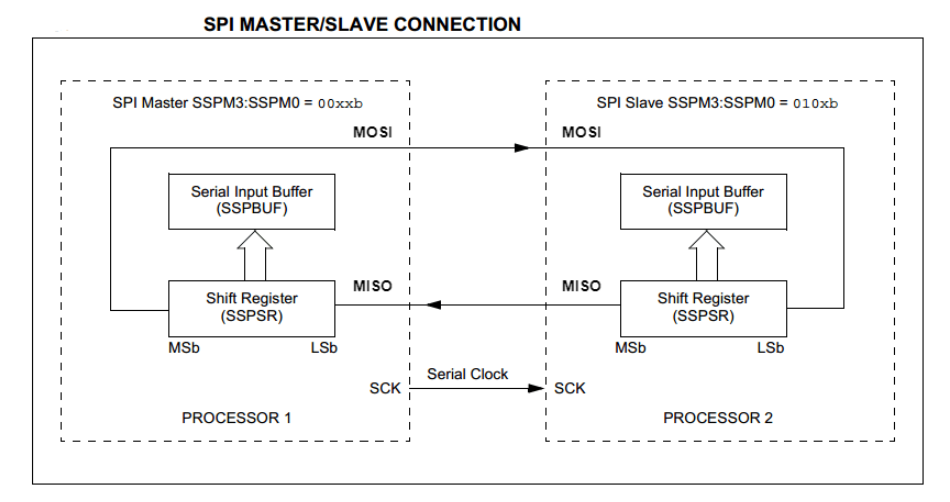 SPI MASTER/SLAVE CONNECTION
SPI Master SSPM3:SSPM0 = 00xxb
MOSI
Serial Input Buffer
(SSPBUF)
MISO
Shift Register
(SSPSR)
MSb
LSb
SCK
PROCESSOR 1
Serial Clock
SPI Slave SSPM3:SSPM0 = 010xb
MOSI
Serial Input Buffer
(SSPBUF)
MISO
Shift Register
(SSPSR)
MSb
LSb
SCK
PROCESSOR 2